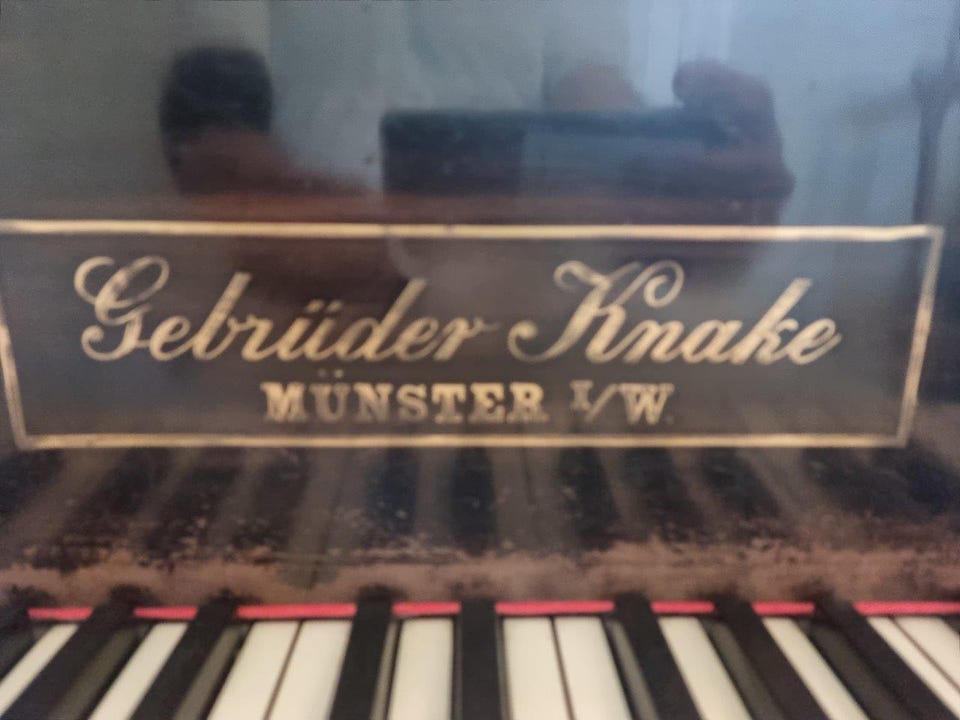 Gebrüder Knake
MÜNSTER I/W.